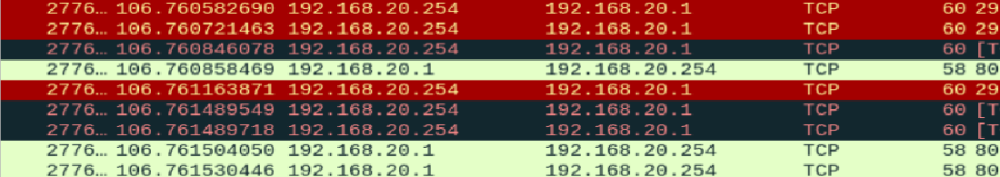 2776… 106.760582690 192.168.20.254 192.168.20.1 TCP 60 29
2776… 106.760721463 192.168.20.254 192.168.20.1 TCP 60 29
2776… 106.760846078 192.168.20.254 192.168.20.1 TCP 60 [T
2776… 106.760858469 192.168.20.1 192.168.20.254 TCP 58 80
2776… 106.761163871 192.168.20.254 192.168.20.1 TCP 60 29
2776… 106.761489549 192.168.20.254 192.168.20.1 TCP 60 [T
2776… 106.761489718 192.168.20.254 192.168.20.1 TCP 60 [T
2776… 106.761504050 192.168.20.1 192.168.20.254 TCP 58 80
2776… 106.761530446 192.168.20.1 192.168.20.254 TCP 58 80